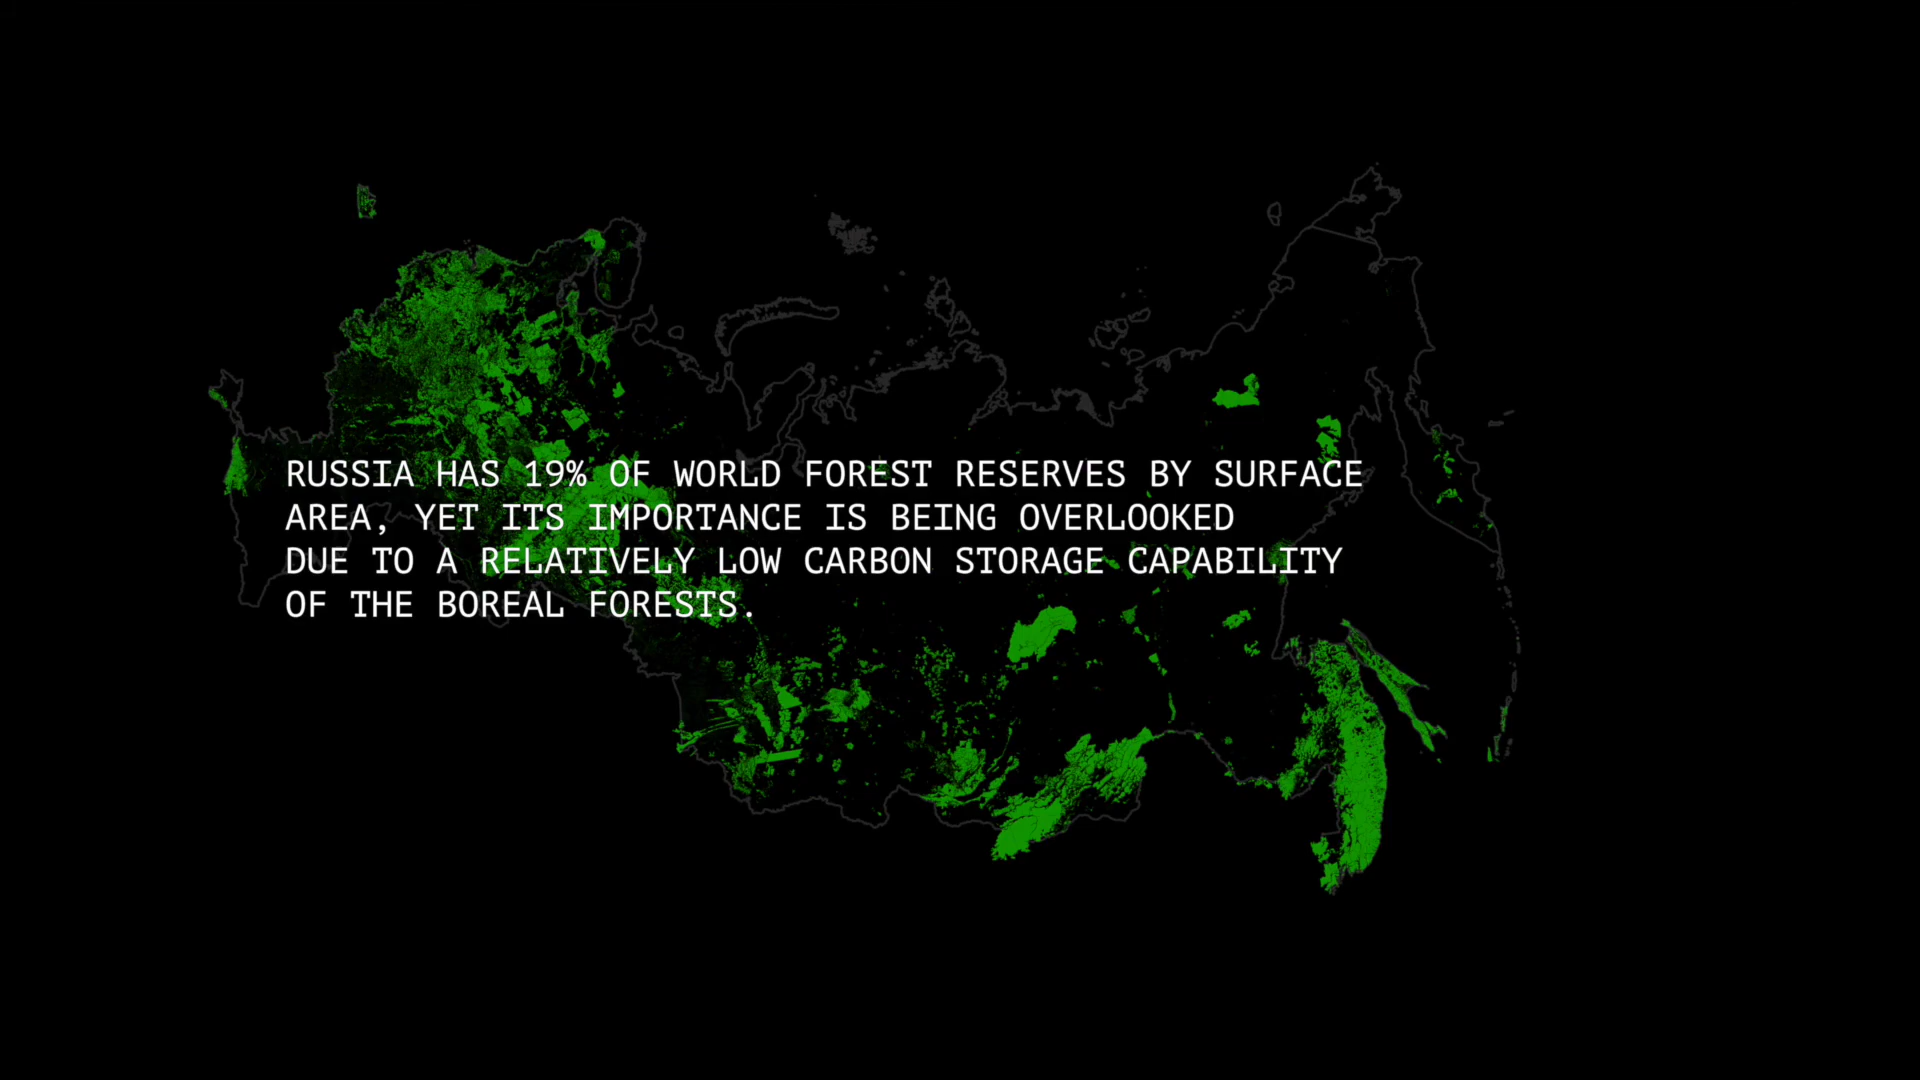 RUSSIA HAS 19% OF WORLD FOREST RESERVES BY SURFACE
AREA, YET ITS IMPORTANCE IS BEING OVERLOOKED
DUE TO A RELATIVELY LOW CARBON STORAGE CAPABILITY
OF THE BOREAL FORESTS.